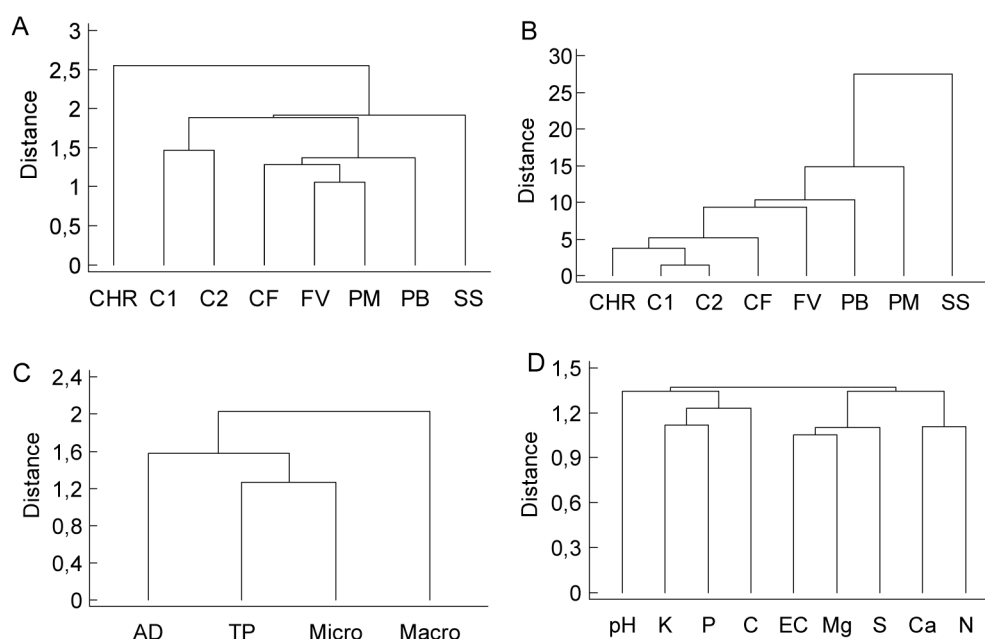 A
Distance
3
2,5
2
1,5
1
0,5
0
CHR C1 C2 CF FV PM PB SS
B
Distance
30
25
20
15
10
5
0
CHR C1 C2 CF FV PB PM SS
C
Distance
2,4
2
1,6
1,2
0,8
0,4
0
AD TP Micro Macro
D
Distance
1,5
1,2
0,9
0,6
0,3
0
pH K P C EC Mg S Ca N